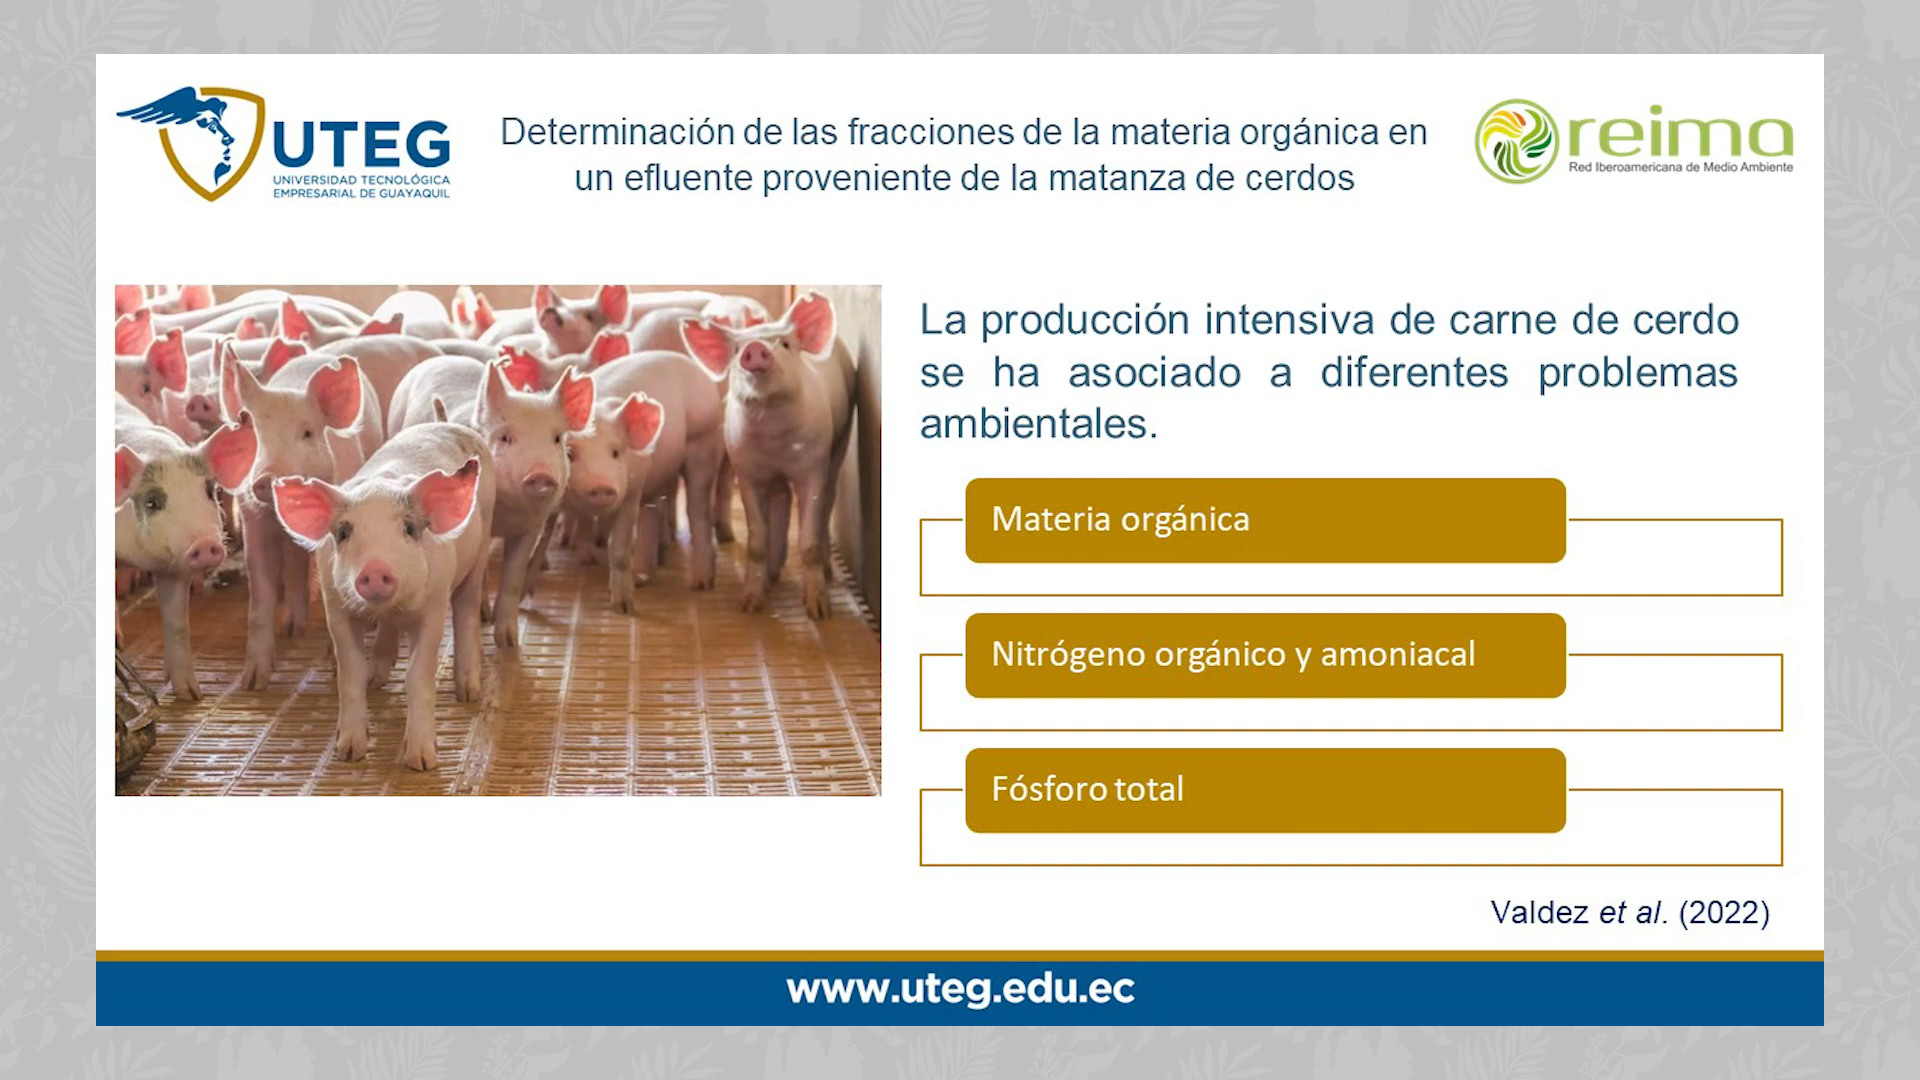 UTEG
UNIVERSIDAD TECNOLÓGICA
EMPRESARIAL DE GUAYAQUIL
Determinación de las fracciones de la materia orgánica en
un efluente proveniente de la matanza de cerdos
reima
Red Iberoamericana de Medio Ambiente
La producción intensiva de carne de cerdo
se ha asociado a diferentes problemas
ambientales.
Materia orgánica
Nitrógeno orgánico y amoniacal
Fósforo total
Valdez et al. (2022)
www.uteg.edu.ec